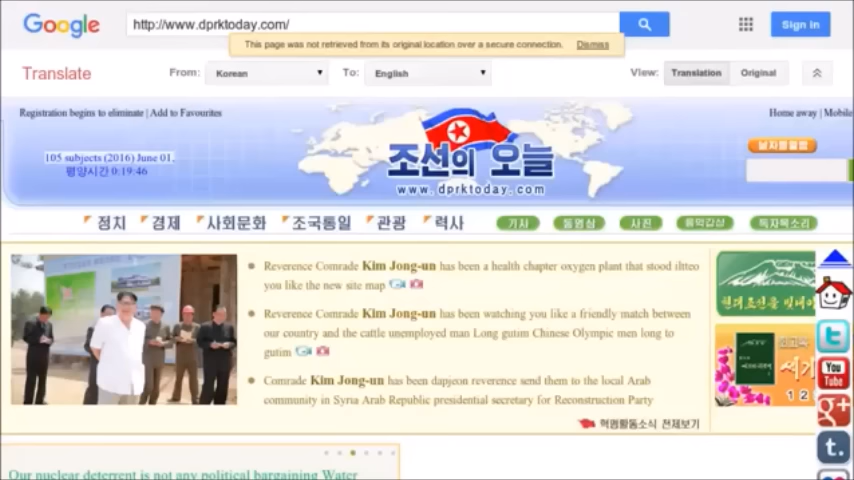 Google
http://www.dprktoday.com/
Sign in
This page was not retrieved from its original location over a secure connection. Dismiss
Translate
From: Korean
To: English
View: Translation Original
Registration begins to eliminate | Add to Favourites
Home away | Mobile
105 subjects (2016) June 01,
평양시간 0:19:46
조선의 오늘
www.dprktoday.com
날자별열람
정치 경제 사회문화 조국통일 관광 력사
기사 동영상 사진 음악감상 독자목소리
Reverence Comrade Kim Jong-un has been a health chapter oxygen plant that stood iltteo
you like the new site map
Reverence Comrade Kim Jong-un has been watching you like a friendly match between
our country and the cattle unemployed man Long gutim Chinese Olympic men long to
gutim
Comrade Kim Jong-un has been dapjeon reverence send them to the local Arab
community in Syria Arab Republic presidential secretary for Reconstruction Party
혁명활동소식 전체보기
You
Tube
g+
t.
Our nuclear deterrent is not any political bargaining Water